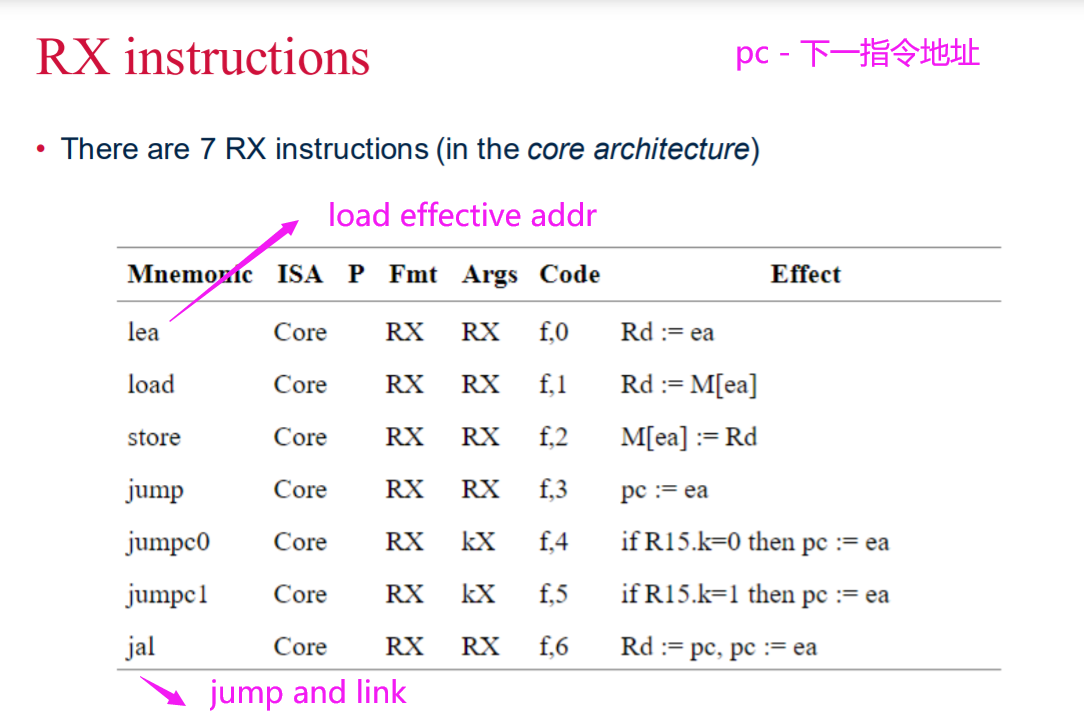 RX instructions
pc - 下一指令地址
• There are 7 RX instructions (in the core architecture)
load effective addr
Mnemonic ISA P Fmt Args Code Effect
lea Core RX RX f,0 Rd := ea
load Core RX RX f,1 Rd := M[ea]
store Core RX RX f,2 M[ea] := Rd
jump Core RX RX f,3 pc := ea
jumpc0 Core RX kX f,4 if R15.k=0 then pc := ea
jumpc1 Core RX kX f,5 if R15.k=1 then pc := ea
jal Core RX RX f,6 Rd := pc, pc := ea
jump and link